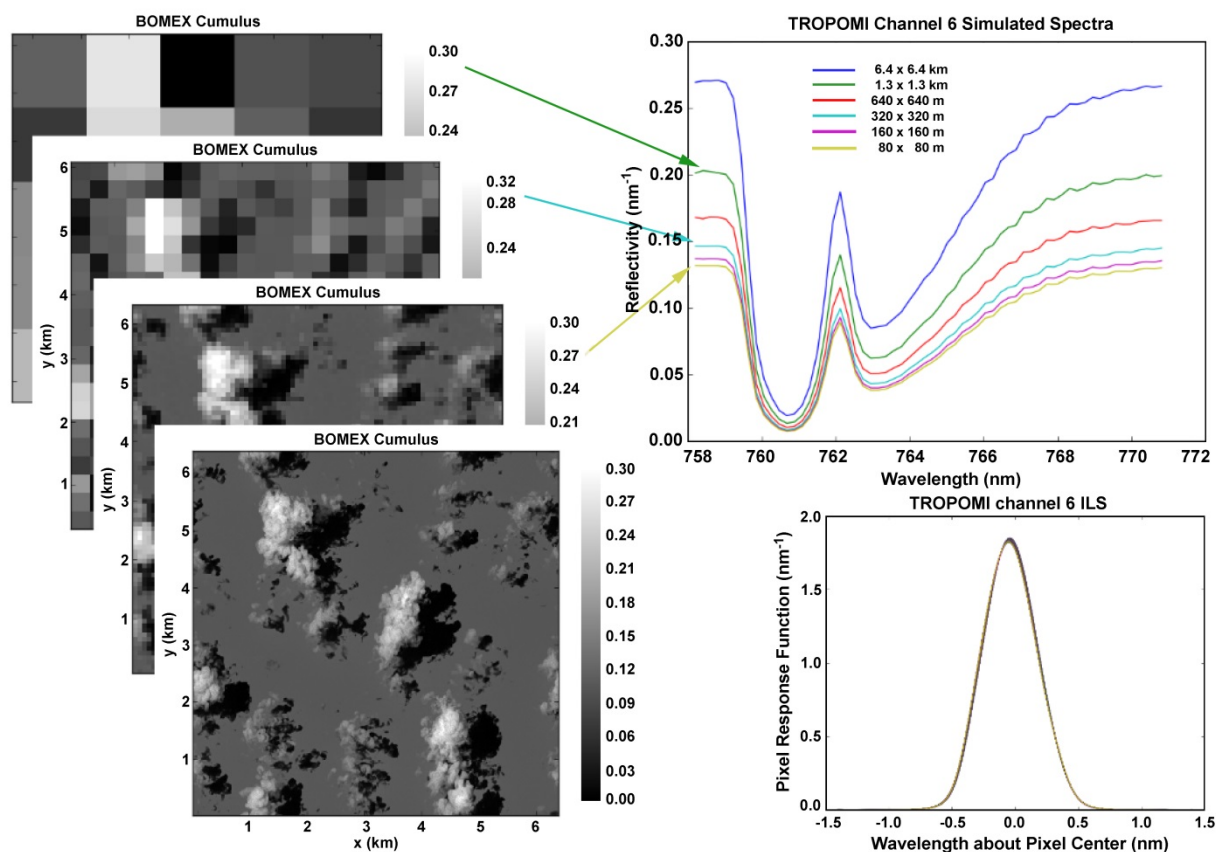 BOMEX Cumulus
0.30
0.27
0.24
BOMEX Cumulus
6
5
4
3
2
1
y (km)
0.32
0.28
0.24
BOMEX Cumulus
6
5
4
3
2
1
y (km)
0.30
0.27
0.24
0.21
BOMEX Cumulus
6
5
4
3
2
1
y (km)
1 2 3 4 5 6
x (km)
0.30
0.27
0.24
0.21
0.18
0.15
0.12
0.09
0.06
0.03
0.00
TROPOMI Channel 6 Simulated Spectra
0.30
0.25
0.20
0.15
0.10
0.05
0.00
Reflectivity (nm-1)
6.4 x 6.4 km
1.3 x 1.3 km
640 x 640 m
320 x 320 m
160 x 160 m
80 x 80 m
758 760 762 764 766 768 770 772
Wavelength (nm)
TROPOMI channel 6 ILS
2.0
1.5
1.0
0.5
0.0
Pixel Response Function (nm-1)
-1.5 -1.0 -0.5 0.0 0.5 1.0 1.5
Wavelength about Pixel Center (nm)